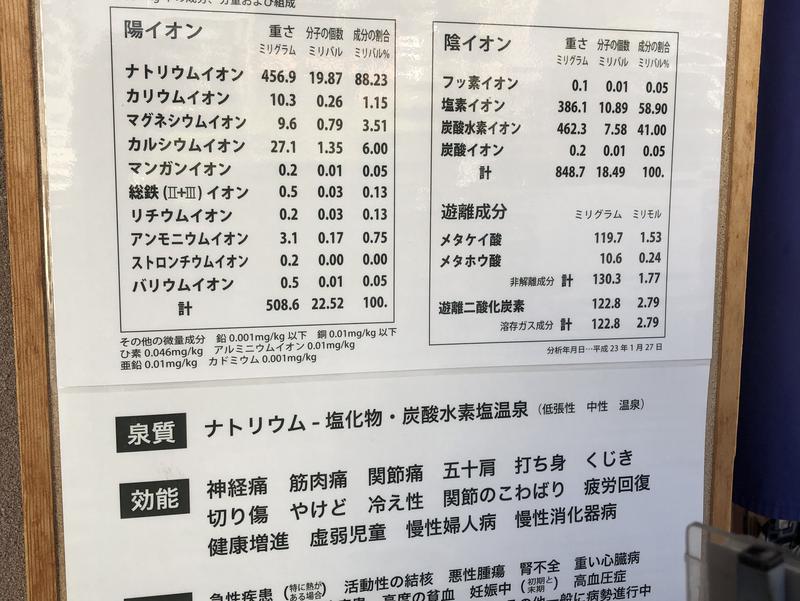 の成分、分量および組成
陽イオン 重さ 分子の個数 成分の割合
ミリグラム ミリバル ミリバル%
ナトリウムイオン 456.9 19.87 88.23
カリウムイオン 10.3 0.26 1.15
マグネシウムイオン 9.6 0.79 3.51
カルシウムイオン 27.1 1.35 6.00
マンガンイオン 0.2 0.01 0.05
総鉄(Ⅱ+Ⅲ)イオン 0.5 0.03 0.13
リチウムイオン 0.2 0.03 0.13
アンモニウムイオン 3.1 0.17 0.75
ストロンチウムイオン 0.2 0.00 0.00
バリウムイオン 0.5 0.01 0.05
計 508.6 22.52 100.
その他の微量成分 鉛 0.001mg/kg 以下 銅 0.01mg/kg 以下
ひ素 0.046mg/kg アルミニウムイオン 0.01mg/kg
亜鉛 0.01mg/kg カドミウム 0.001mg/kg
陰イオン 重さ 分子の個数 成分の割合
ミリグラム ミリバル ミリバル%
フッ素イオン 0.1 0.01 0.05
塩素イオン 386.1 10.89 58.90
炭酸水素イオン 462.3 7.58 41.00
炭酸イオン 0.2 0.01 0.05
計 848.7 18.49 100.
遊離成分 ミリグラム ミリモル
メタケイ酸 119.7 1.53
メタホウ酸 10.6 0.24
非解離成分 計 130.3 1.77
遊離二酸化炭素 122.8 2.79
溶存ガス成分 計 122.8 2.79
分析年月日…平成23年1月27日
泉質 ナトリウム-塩化物・炭酸水素塩温泉(低張性 中性 温泉)
効能 神経痛 筋肉痛 関節痛 五十肩 打ち身 くじき
切り傷 やけど 冷え性 関節のこわばり 疲労回復
健康増進 虚弱児童 慢性婦人病 慢性消化器病
急性疾患(特に熱がある場合) 活動性の結核 悪性腫瘍 腎不全 重い心臓病
高度の貧血 妊娠中(初期と末期) 高血圧症
の他一般に病勢進行中